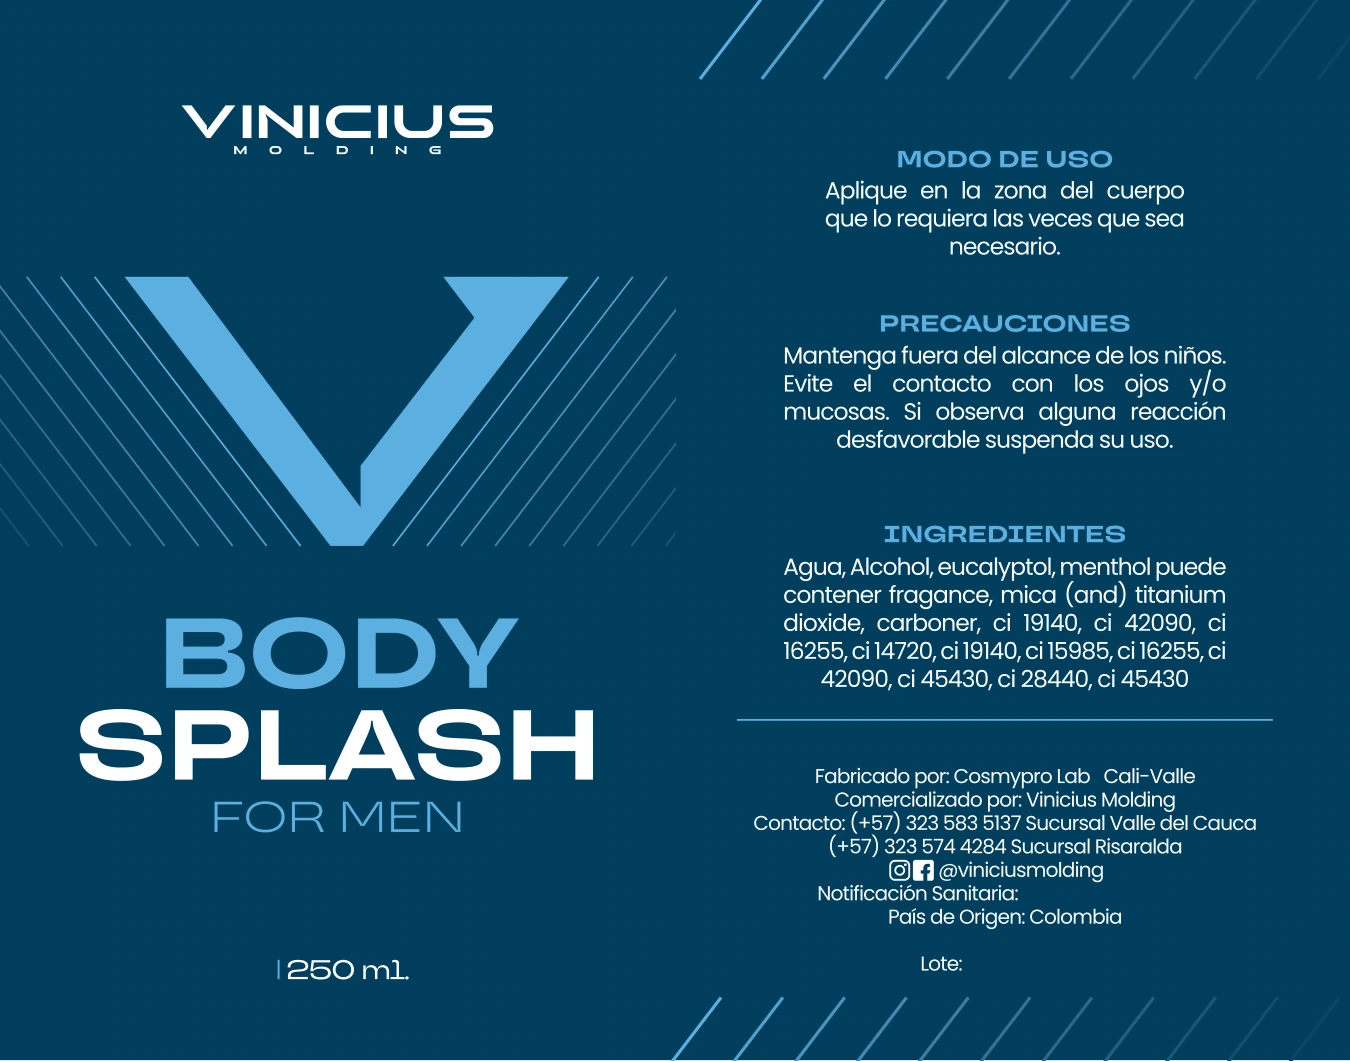 VINICIUS
MOLDING
BODY
SPLASH
FOR MEN
250 ml.
MODO DE USO
Aplique en la zona del cuerpo
que lo requiera las veces que sea
necesario.
PRECAUCIONES
Mantenga fuera del alcance de los niños.
Evite el contacto con los ojos y/o
mucosas. Si observa alguna reacción
desfavorable suspenda su uso.
INGREDIENTES
Agua, Alcohol, eucalyptol, menthol puede
contener fragance, mica (and) titanium
dioxide, carboner, ci 19140, ci 42090, ci
16255, ci 14720, ci 19140, ci 15985, ci 16255, ci
42090, ci 45430, ci 28440, ci 45430
Fabricado por: Cosmypro Lab Cali-Valle
Comercializado por: Vinicius Molding
Contacto: (+57) 323 583 5137 Sucursal Valle del Cauca
(+57) 323 574 4284 Sucursal Risaralda
@viniciusmolding
Notificación Sanitaria:
País de Origen: Colombia
Lote: